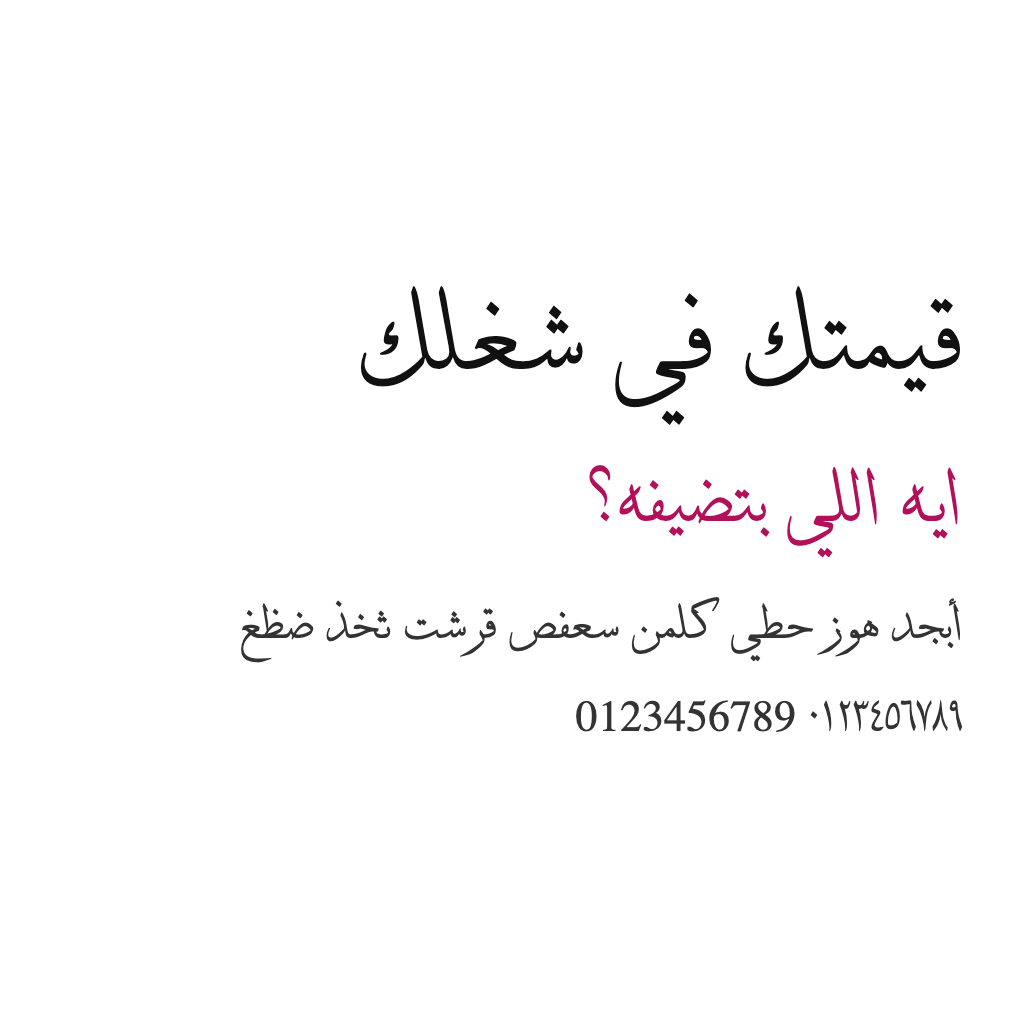 قيمتك في شغلك
ايه اللي بتضيفه؟
أبجد هوز حطي كلمن سعفص قرشت ثخذ ضظغ
٠١٢٣٤٥٦٧٨٩ 0123456789